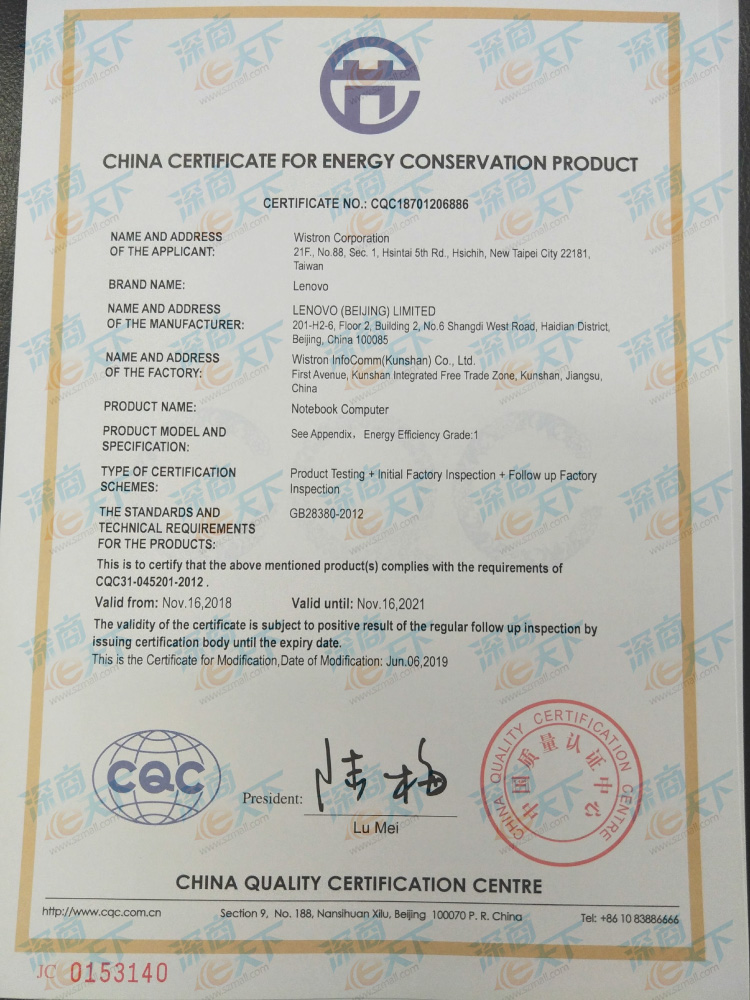 CHINA CERTIFICATE FOR ENERGY CONSERVATION PRODUCT
CERTIFICATE NO.: CQC18701206886
NAME AND ADDRESS
OF THE APPLICANT:
Wistron Corporation
21F., No.88, Sec. 1, Hsintai 5th Rd., Hsichih, New Taipei City 22181,
Taiwan
BRAND NAME:
Lenovo
NAME AND ADDRESS
OF THE MANUFACTURER:
LENOVO (BEIJING) LIMITED
201-H2-6, Floor 2, Building 2, No.6 Shangdi West Road, Haidian District,
Beijing, China 100085
NAME AND ADDRESS
OF THE FACTORY:
Wistron InfoComm(Kunshan) Co., Ltd.
First Avenue, Kunshan Integrated Free Trade Zone, Kunshan, Jiangsu,
China
PRODUCT NAME:
Notebook Computer
PRODUCT MODEL AND
SPECIFICATION:
See Appendix， Energy Efficiency Grade:1
TYPE OF CERTIFICATION
SCHEMES:
Product Testing + Initial Factory Inspection + Follow up Factory
Inspection
THE STANDARDS AND
TECHNICAL REQUIREMENTS
FOR THE PRODUCTS:
GB28380-2012
This is to certify that the above mentioned product(s) complies with the requirements of
CQC31-045201-2012 .
Valid from: Nov.16,2018 Valid until: Nov.16,2021
The validity of the certificate is subject to positive result of the regular follow up inspection by
issuing certification body until the expiry date.
This is the Certificate for Modification,Date of Modification: Jun.06,2019
CQC
President:
陆梅
Lu Mei
CHINA QUALITY CERTIFICATION CENTRE
中国质量认证中心
CHINA QUALITY CERTIFICATION CENTRE
http://www.cqc.com.cn
Section 9, No. 188, Nansihuan Xilu, Beijing 100070 P. R. China
Tel: +86 10 83886666
JC 0153140
深商e天下
www.szmall.com